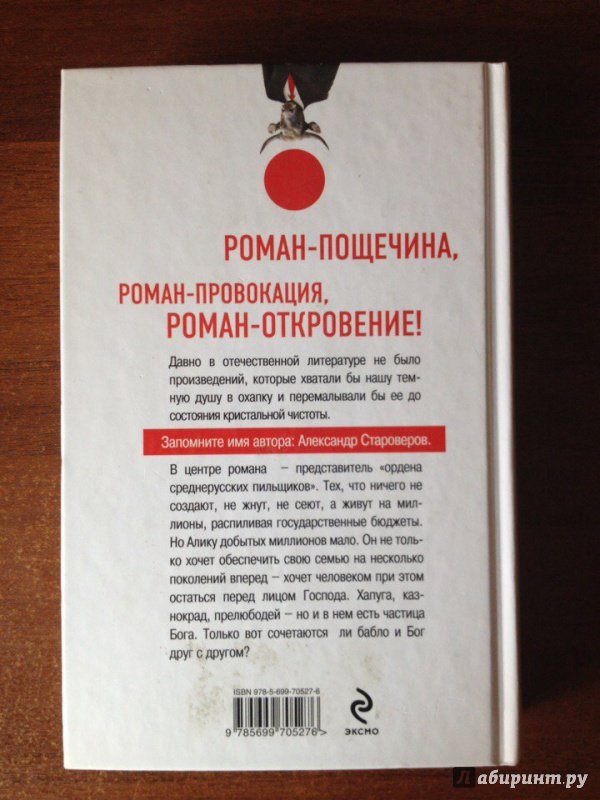 РОМАН-ПОЩЕЧИНА,
РОМАН-ПРОВОКАЦИЯ,
РОМАН-ОТКРОВЕНИЕ!
Давно в отечественной литературе не было
произведений, которые хватали бы нашу тем-
ную душу в охапку и перемалывали бы ее до
состояния кристальной чистоты.
Запомните имя автора: Александр Староверов.
В центре романа – представитель «ордена
среднерусских пильщиков». Тех, что ничего не
создают, не жнут, не сеют, а живут на мил-
лионы, распиливая государственные бюджеты.
Но Алику добытых миллионов мало. Он не толь-
ко хочет обеспечить свою семью на несколько
поколений вперед – хочет человеком при этом
остаться перед лицом Господа. Хапуга, каз-
нокрад, прелюбодей – но и в нем есть частица
Бога. Только вот сочетаются ли бабло и Бог
друг с другом?
ISBN 978-5-699-70527-6
9 785699 705276>
ЭКСМО
Лабиринт.ру